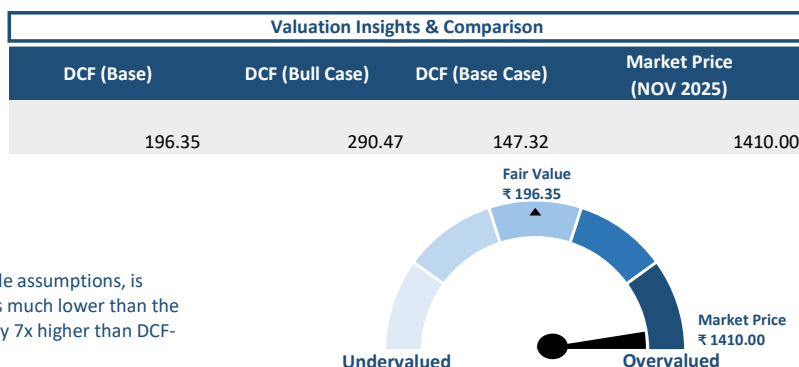 Valuation Insights & Comparison
DCF (Base)
DCF (Bull Case)
DCF (Base Case)
Market Price
(NOV 2025)
196.35
290.47
147.32
1410.00
Fair Value
₹ 196.35
le assumptions, is
s much lower than the
y 7x higher than DCF-
Market Price
₹ 1410.00
Undervalued
Overvalued